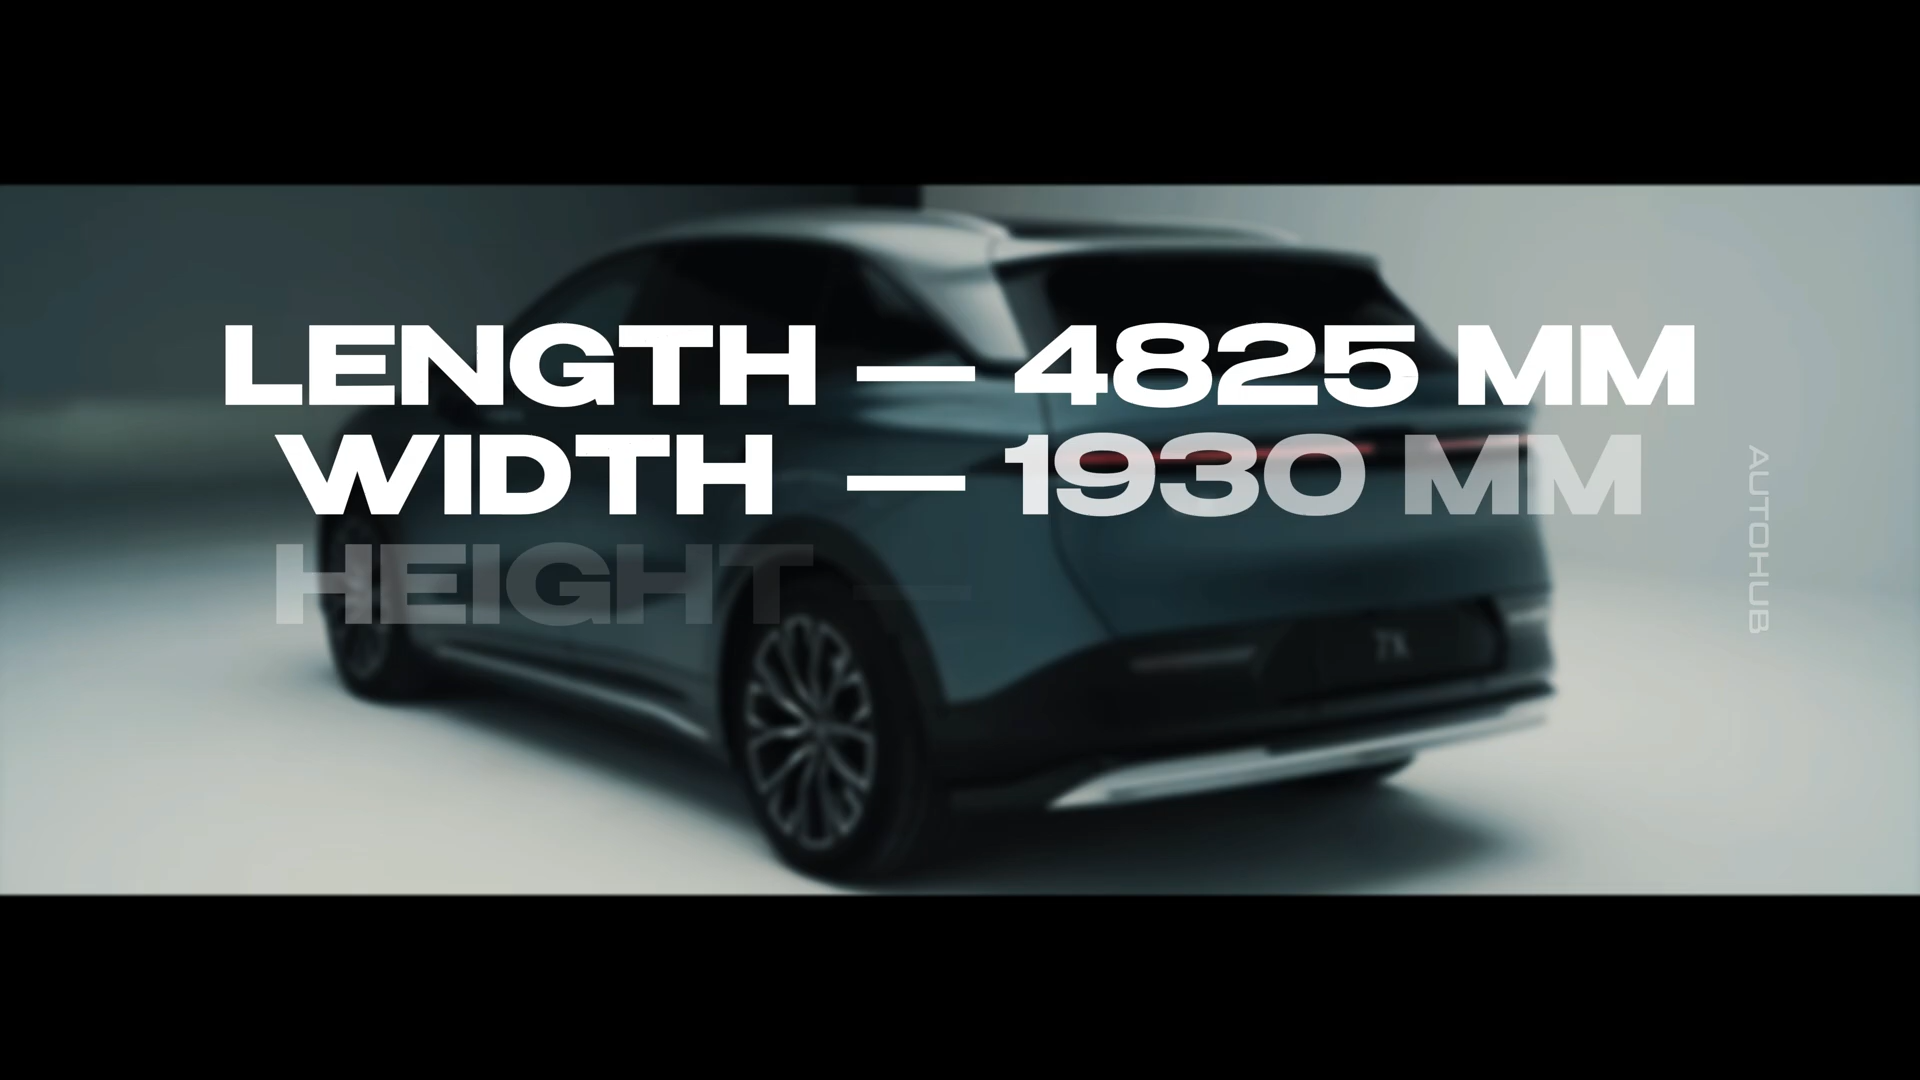 LENGTH — 4825 MM
WIDTH — 1930 MM
HEIGHT —
AUTOHUB
7X